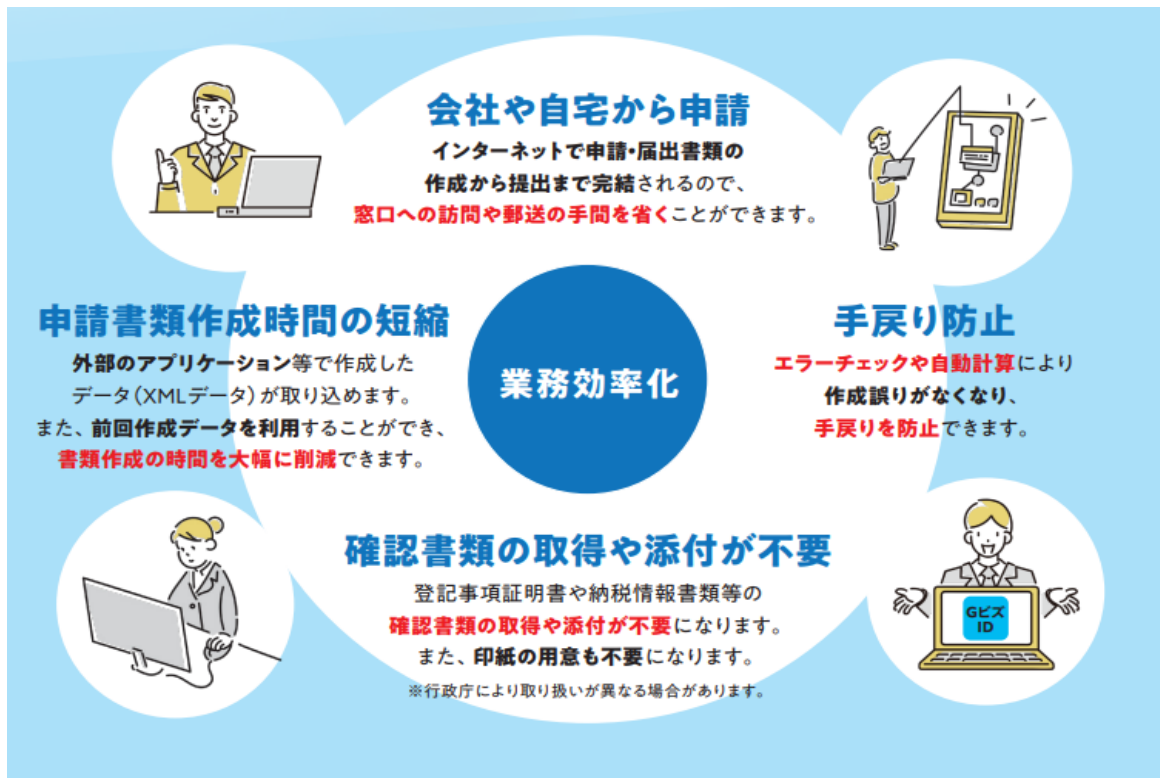 会社や自宅から申請
インターネットで申請・届出書類の
作成から提出まで完結されるので、
窓口への訪問や郵送の手間を省くことができます。
申請書類作成時間の短縮
外部のアプリケーション等で作成した
データ（XMLデータ）が取り込めます。
また、前回作成データを利用することができ、
書類作成の時間を大幅に削減できます。
業務効率化
手戻り防止
エラーチェックや自動計算により
作成誤りがなくなり、
手戻りを防止できます。
確認書類の取得や添付が不要
登記事項証明書や納税情報書類等の
確認書類の取得や添付が不要になります。
また、印紙の用意も不要になります。
※行政庁により取り扱いが異なる場合があります。
Gビズ
ID